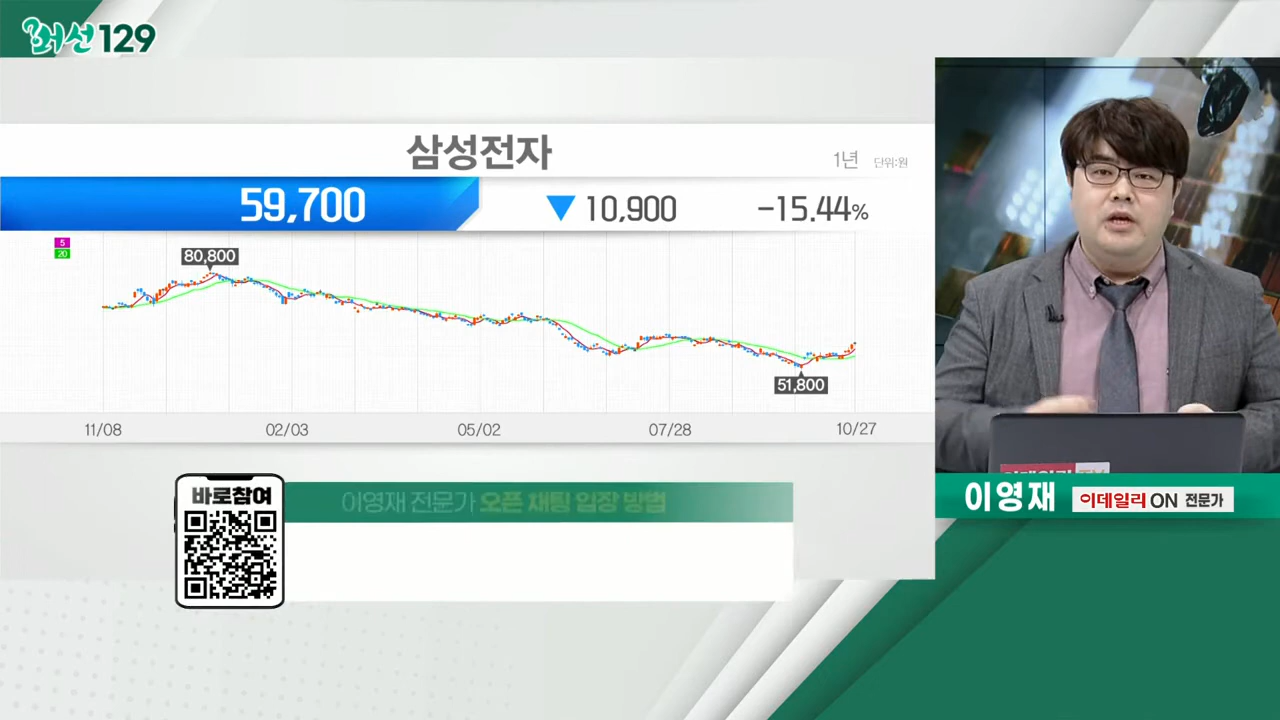 최선129
삼성전자
1년 단위:원
59,700 ▼ 10,900 -15.44%
5
20
80,800
51,800
11/08 02/03 05/02 07/28 10/27
바로참여
이영재 전문가 오픈 채팅 입장 방법
이영재 이데일리ON 전문가